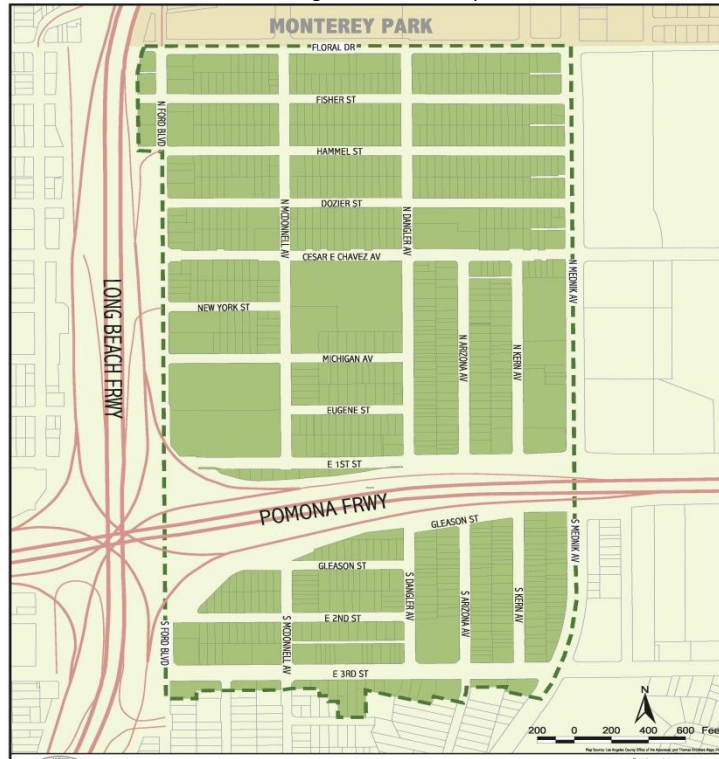 MONTEREY PARK
FLORAL DR
N FORD BLVD
FISHER ST
HAMMEL ST
DOZIER ST
N MCDONNELL AV
N DANGLER AV
CESAR E CHAVEZ AV
N MEDNIK AV
LONG BEACH FRWY
NEW YORK ST
N ARIZONA AV
N KERN AV
MICHIGAN AV
EUGENE ST
E 1ST ST
POMONA FRWY
GLEASON ST
S MEDNIK AV
GLEASON ST
S DANGLER AV
S ARIZONA AV
S KERN AV
E 2ND ST
S FORD BLVD
S MCDONNELL AV
E 3RD ST
N
200 0 200 400 600 Feet